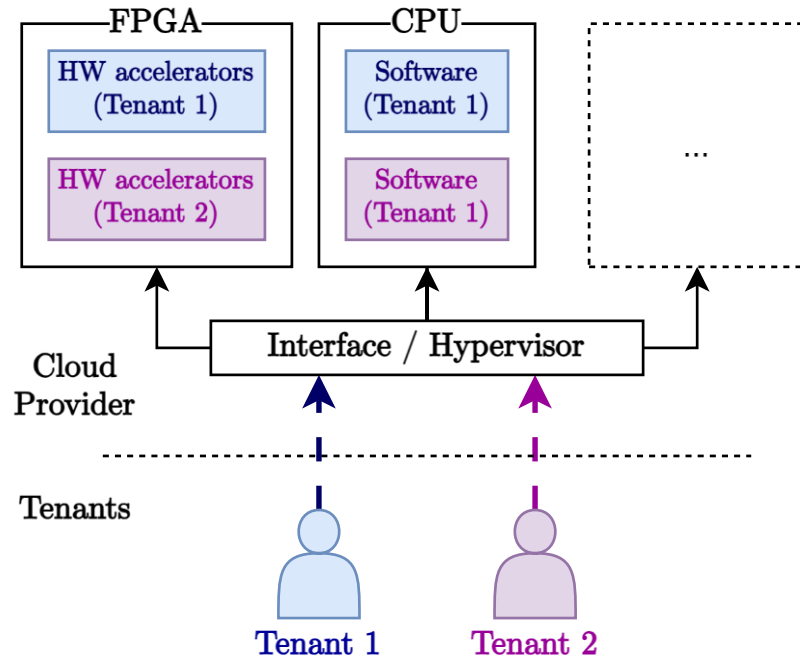 FPGA
HW accelerators
(Tenant 1)
HW accelerators
(Tenant 2)
CPU
Software
(Tenant 1)
Software
(Tenant 1)
...
Interface / Hypervisor
Cloud
Provider
Tenants
Tenant 1
Tenant 2